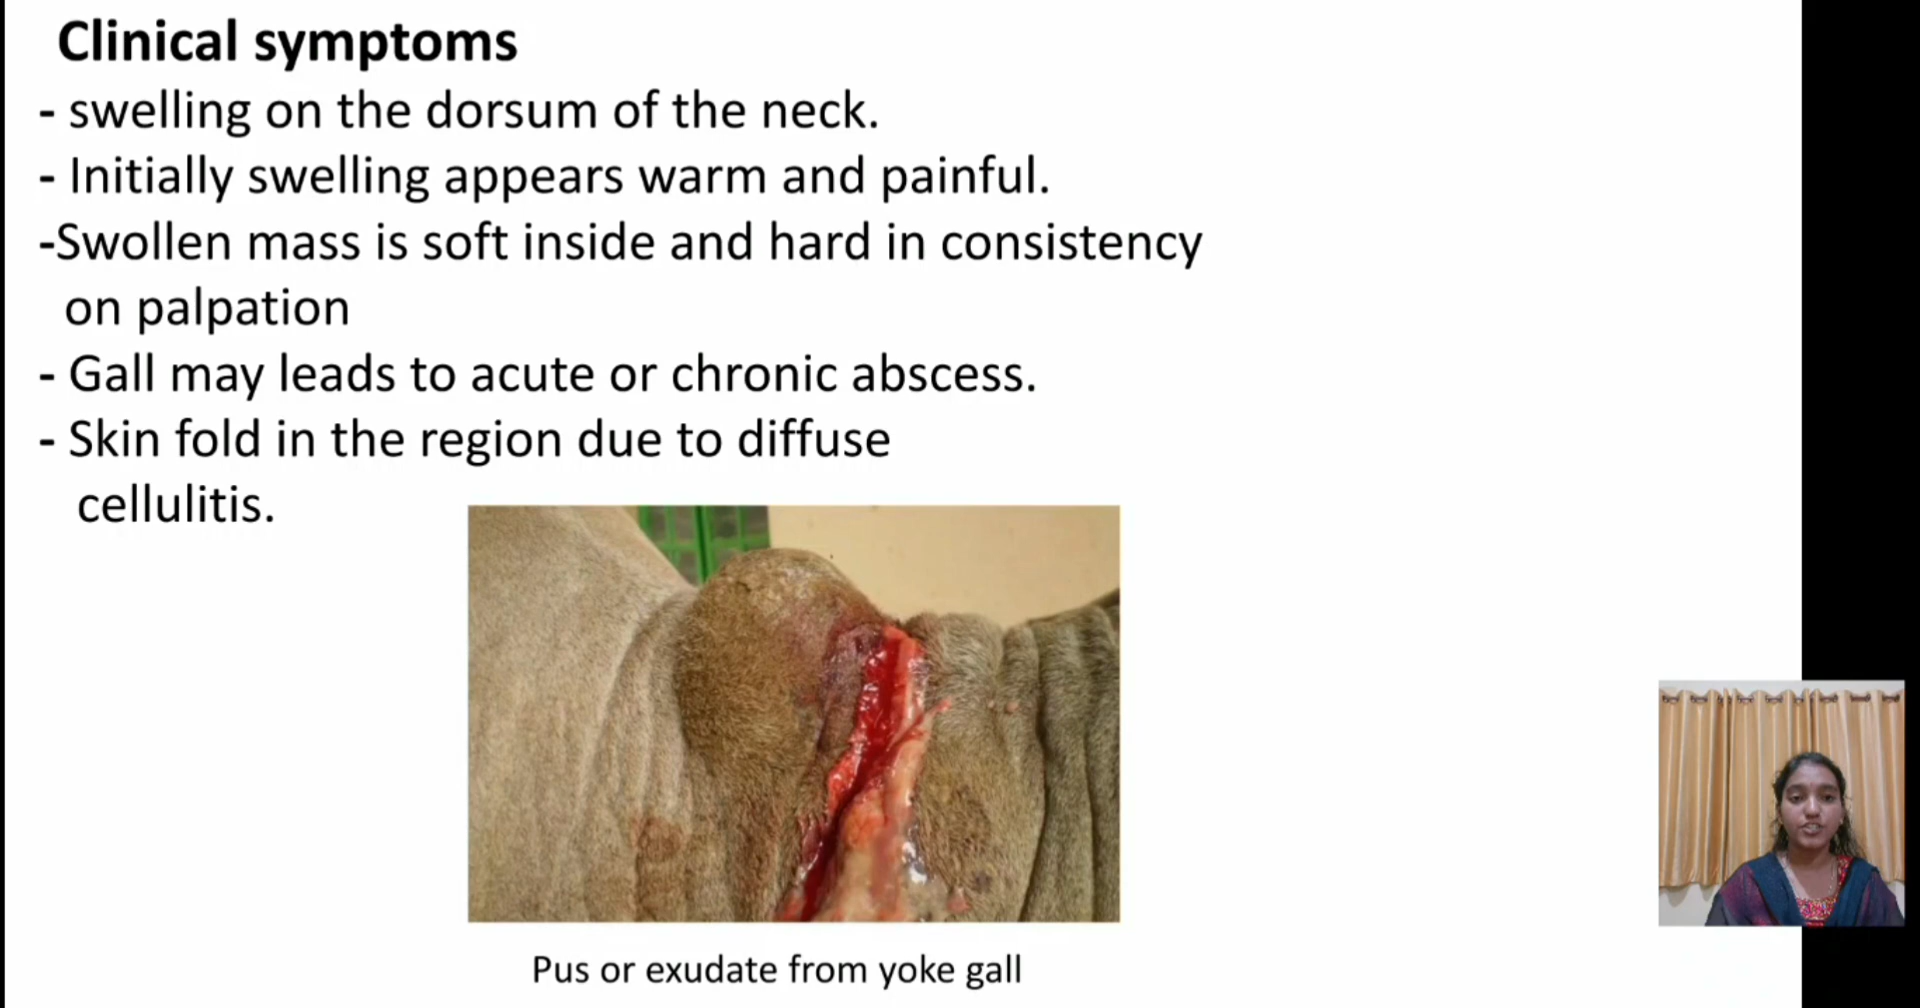 Clinical symptoms
- swelling on the dorsum of the neck.
- Initially swelling appears warm and painful.
-Swollen mass is soft inside and hard in consistency
on palpation
- Gall may leads to acute or chronic abscess.
- Skin fold in the region due to diffuse
cellulitis.
Pus or exudate from yoke gall